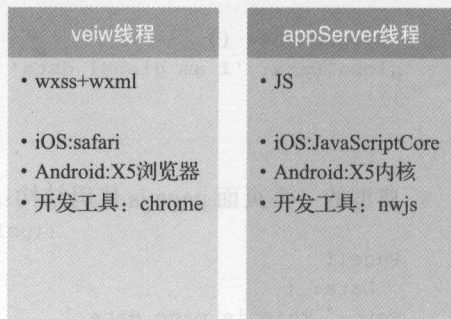 veiw线程
• wxss+wxml
• iOS:safari
• Android:X5浏览器
• 开发工具：chrome
appServer线程
• JS
• iOS:JavaScriptCore
• Android:X5内核
• 开发工具：nwjs